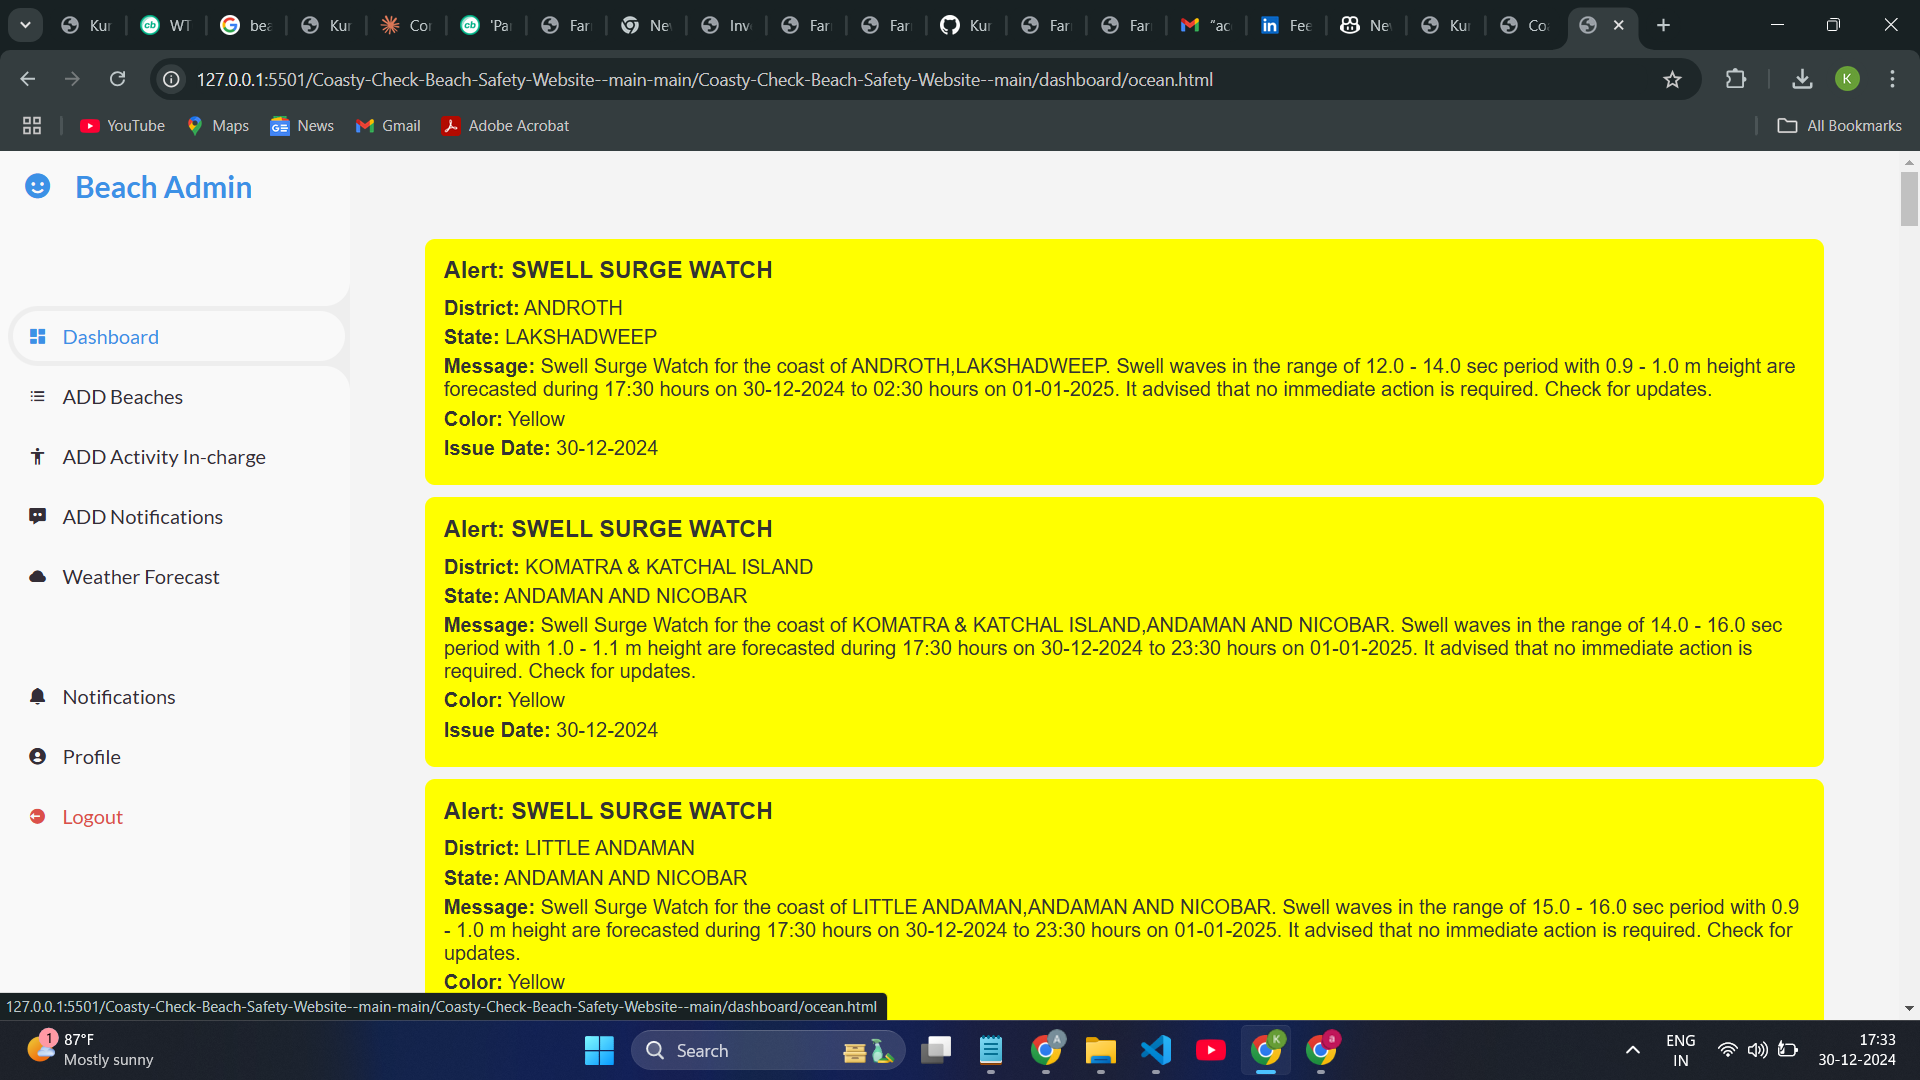 Kur
WT
bea
Kur
Cor
'Pa
Farı
Nev
Inv
Farı
Farı
Kur
Farı
Farı
"ac
Fee
Nev
Kur
Coa
127.0.0.1:5501/Coasty-Check-Beach-Safety-Website--main-main/Coasty-Check-Beach-Safety-Website--main/dashboard/ocean.html
K
YouTube
Maps
News
Gmail
Adobe Acrobat
All Bookmarks
Beach Admin
Dashboard
ADD Beaches
ADD Activity In-charge
ADD Notifications
Weather Forecast
Notifications
Profile
Logout
Alert: SWELL SURGE WATCH
District: ANDROTH
State: LAKSHADWEEP
Message: Swell Surge Watch for the coast of ANDROTH,LAKSHADWEEP. Swell waves in the range of 12.0 - 14.0 sec period with 0.9 - 1.0 m height are
forecasted during 17:30 hours on 30-12-2024 to 02:30 hours on 01-01-2025. It advised that no immediate action is required. Check for updates.
Color: Yellow
Issue Date: 30-12-2024
Alert: SWELL SURGE WATCH
District: KOMATRA & KATCHAL ISLAND
State: ANDAMAN AND NICOBAR
Message: Swell Surge Watch for the coast of KOMATRA & KATCHAL ISLAND,ANDAMAN AND NICOBAR. Swell waves in the range of 14.0 - 16.0 sec
period with 1.0 - 1.1 m height are forecasted during 17:30 hours on 30-12-2024 to 23:30 hours on 01-01-2025. It advised that no immediate action is
required. Check for updates.
Color: Yellow
Issue Date: 30-12-2024
Alert: SWELL SURGE WATCH
District: LITTLE ANDAMAN
State: ANDAMAN AND NICOBAR
Message: Swell Surge Watch for the coast of LITTLE ANDAMAN,ANDAMAN AND NICOBAR. Swell waves in the range of 15.0 - 16.0 sec period with 0.9
- 1.0 m height are forecasted during 17:30 hours on 30-12-2024 to 23:30 hours on 01-01-2025. It advised that no immediate action is required. Check for
updates.
Color: Yellow
127.0.0.1:5501/Coasty-Check-Beach-Safety-Website--main-main/Coasty-Check-Beach-Safety-Website--main/dashboard/ocean.html
1
87°F
Mostly sunny
Search
A
K
a
ENG
IN
17:33
30-12-2024